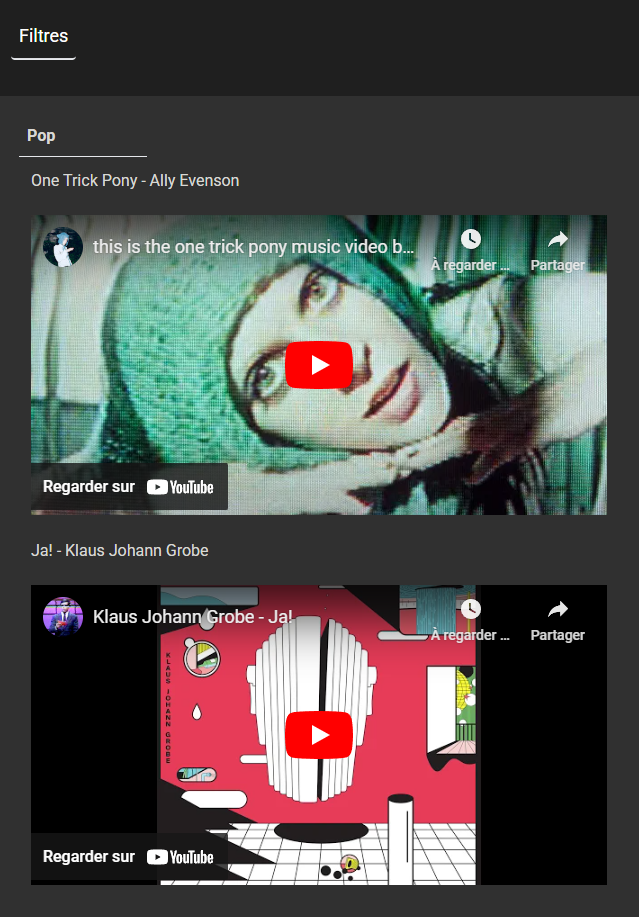 Filtres
Pop
One Trick Pony - Ally Evenson
this is the one trick pony music video b...
À regarder ...
Partager
Regarder sur YouTube
Ja! - Klaus Johann Grobe
Klaus Johann Grobe - Ja!
À regarder ...
Partager
KLAUS JOHANN GROBE
Regarder sur YouTube